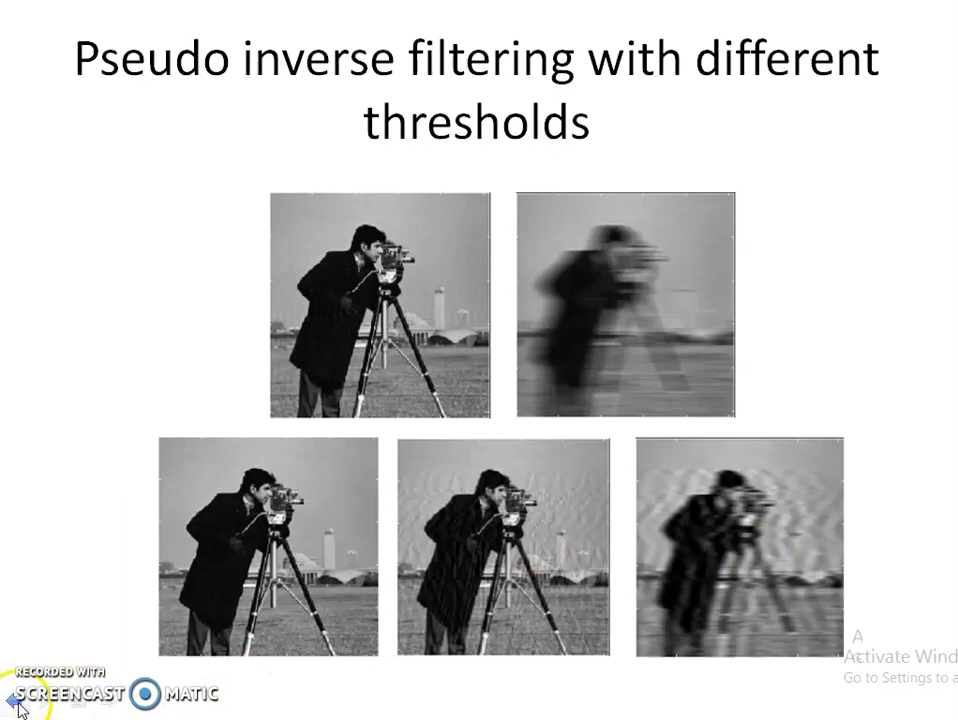 Pseudo inverse filtering with different
thresholds
A
Activate Wind
Go to Settings to a
RECORDED WITH
SCREENCAST MATIC